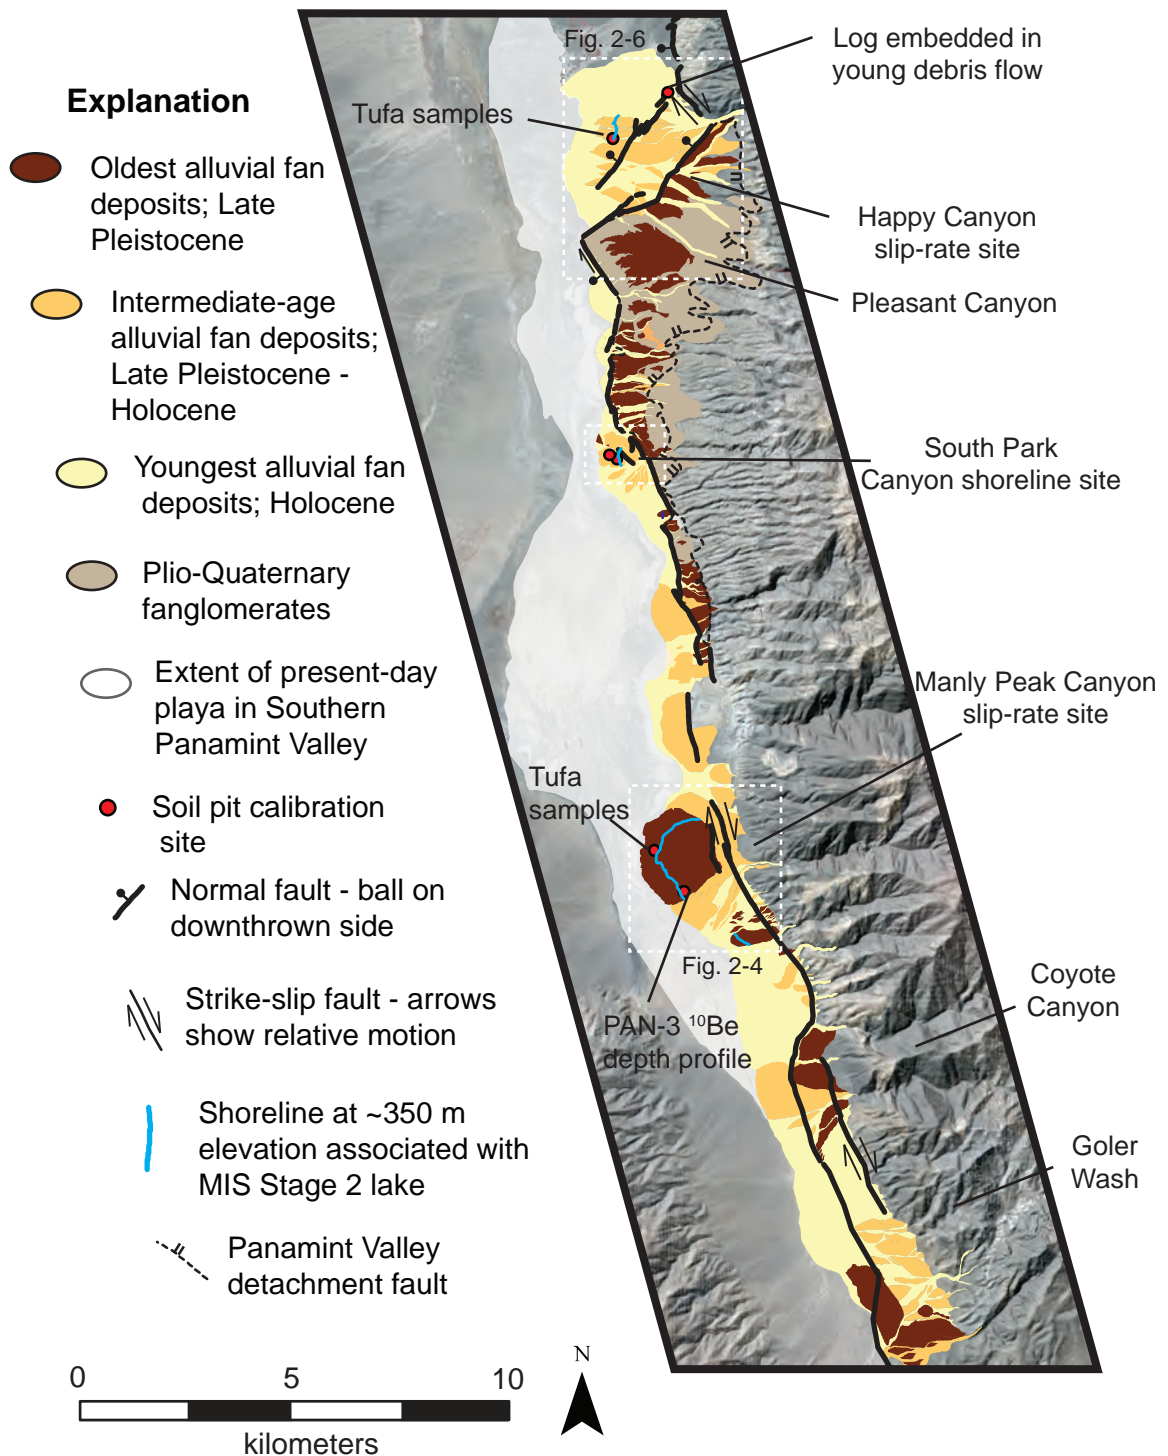 Explanation
Oldest alluvial fan
deposits; Late
Pleistocene
Intermediate-age
alluvial fan deposits;
Late Pleistocene -
Holocene
Youngest alluvial fan
deposits; Holocene
Plio-Quaternary
fanglomerates
Extent of present-day
playa in Southern
Panamint Valley
Soil pit calibration
site
Normal fault - ball on
downthrown side
Strike-slip fault - arrows
show relative motion
Shoreline at ~350 m
elevation associated with
MIS Stage 2 lake
Panamint Valley
detachment fault
0 5 10
kilometers
N
Fig. 2-6
Tufa samples
Log embedded in
young debris flow
Happy Canyon
slip-rate site
Pleasant Canyon
South Park
Canyon shoreline site
Manly Peak Canyon
slip-rate site
Tufa
samples
Fig. 2-4
PAN-3 ¹⁰Be
depth profile
Coyote
Canyon
Goler
Wash